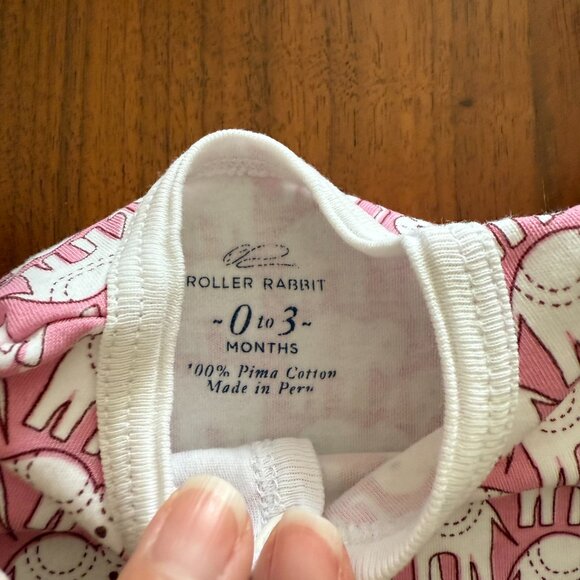 ROLLER RABBIT
~ 0 to 3 ~
MONTHS
100% Pima Cotton
Made in Peru